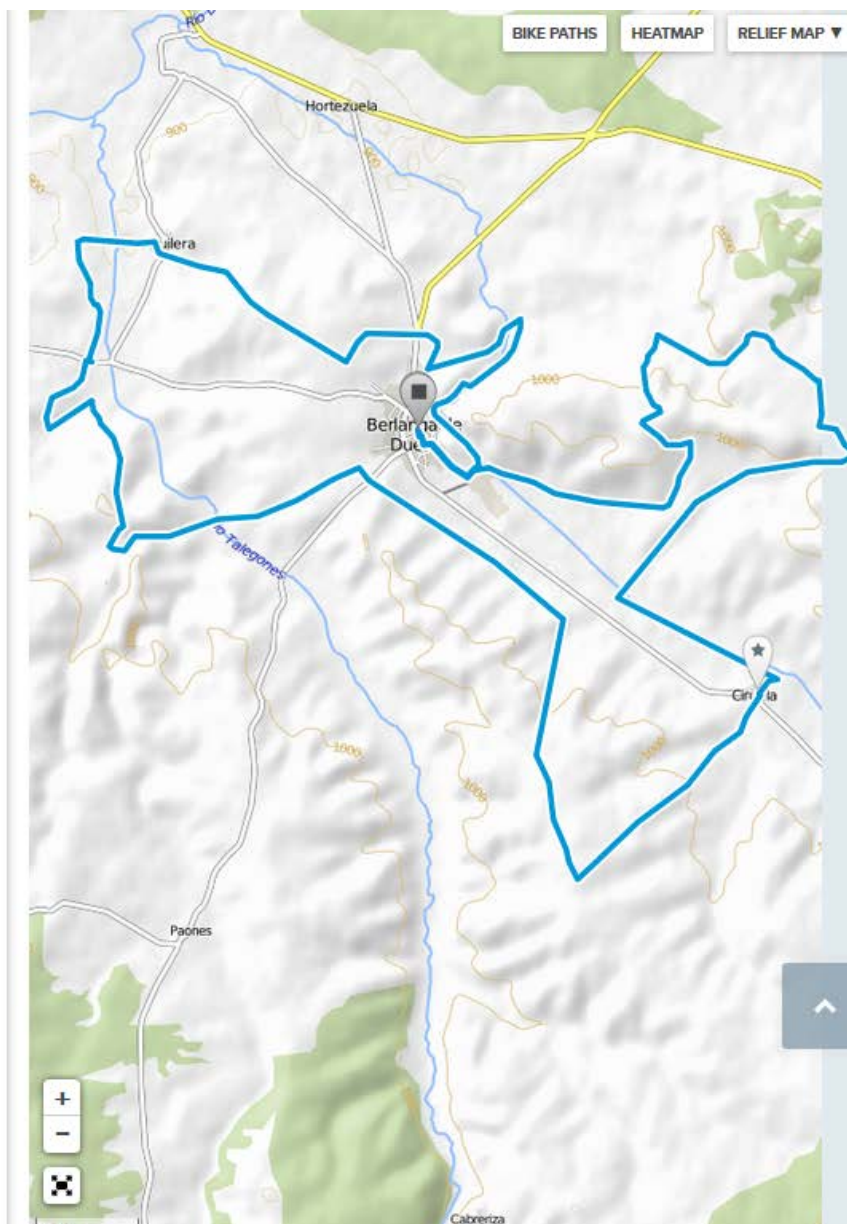 BIKE PATHS
HEATMAP
RELIEF MAP ▼
Hortezuela
900
900
900
uilera
1000
1000
1000
Berlanga de
Due
Talegones
1000
1000
1000
1000
Paones
Cabreriza
+
−